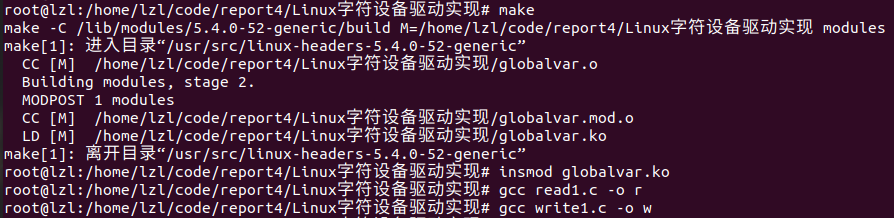 root@lzl:/home/lzl/code/report4/Linux字符设备驱动实现# make
make -C /lib/modules/5.4.0-52-generic/build M=/home/lzl/code/report4/Linux字符设备驱动实现 modules
make[1]: 进入目录“/usr/src/linux-headers-5.4.0-52-generic”
  CC [M]  /home/lzl/code/report4/Linux字符设备驱动实现/globalvar.o
  Building modules, stage 2.
  MODPOST 1 modules
  CC [M]  /home/lzl/code/report4/Linux字符设备驱动实现/globalvar.mod.o
  LD [M]  /home/lzl/code/report4/Linux字符设备驱动实现/globalvar.ko
make[1]: 离开目录“/usr/src/linux-headers-5.4.0-52-generic”
root@lzl:/home/lzl/code/report4/Linux字符设备驱动实现# insmod globalvar.ko
root@lzl:/home/lzl/code/report4/Linux字符设备驱动实现# gcc read1.c -o r
root@lzl:/home/lzl/code/report4/Linux字符设备驱动实现# gcc write1.c -o w